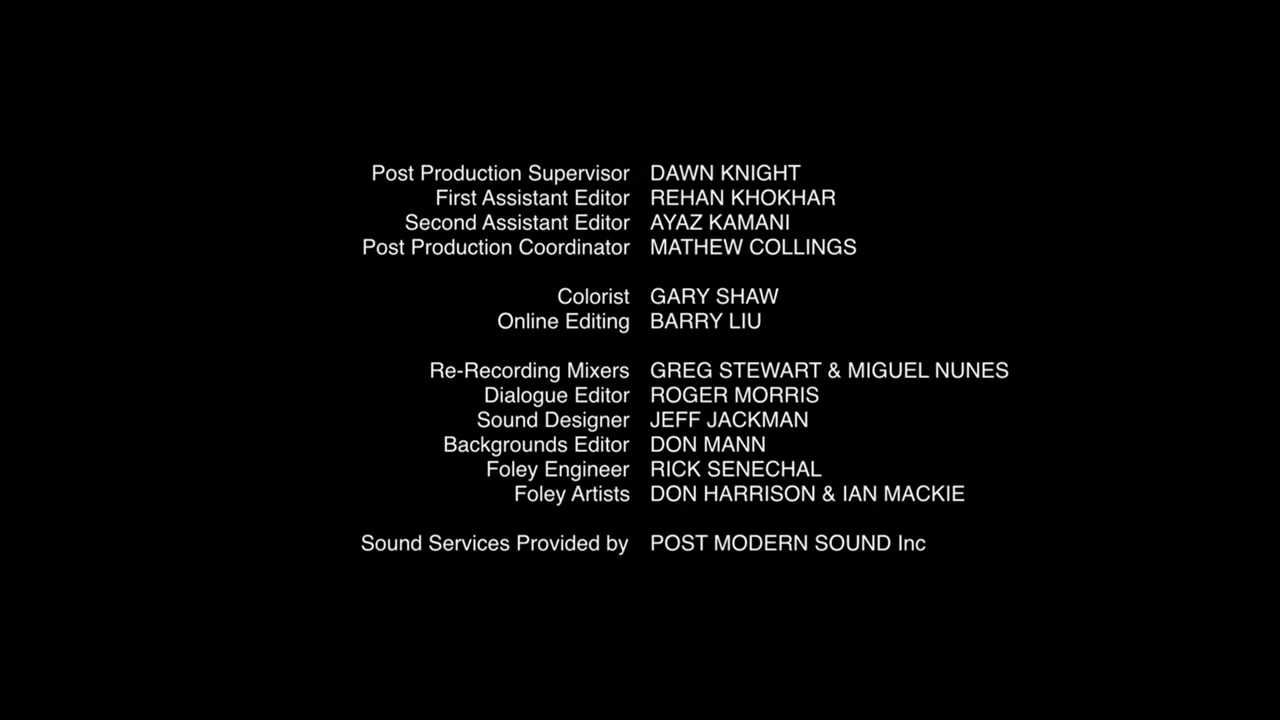 Post Production Supervisor DAWN KNIGHT
First Assistant Editor REHAN KHOKHAR
Second Assistant Editor AYAZ KAMANI
Post Production Coordinator MATHEW COLLINGS
Colorist GARY SHAW
Online Editing BARRY LIU
Re-Recording Mixers GREG STEWART & MIGUEL NUNES
Dialogue Editor ROGER MORRIS
Sound Designer JEFF JACKMAN
Backgrounds Editor DON MANN
Foley Engineer RICK SENECHAL
Foley Artists DON HARRISON & IAN MACKIE
Sound Services Provided by POST MODERN SOUND Inc